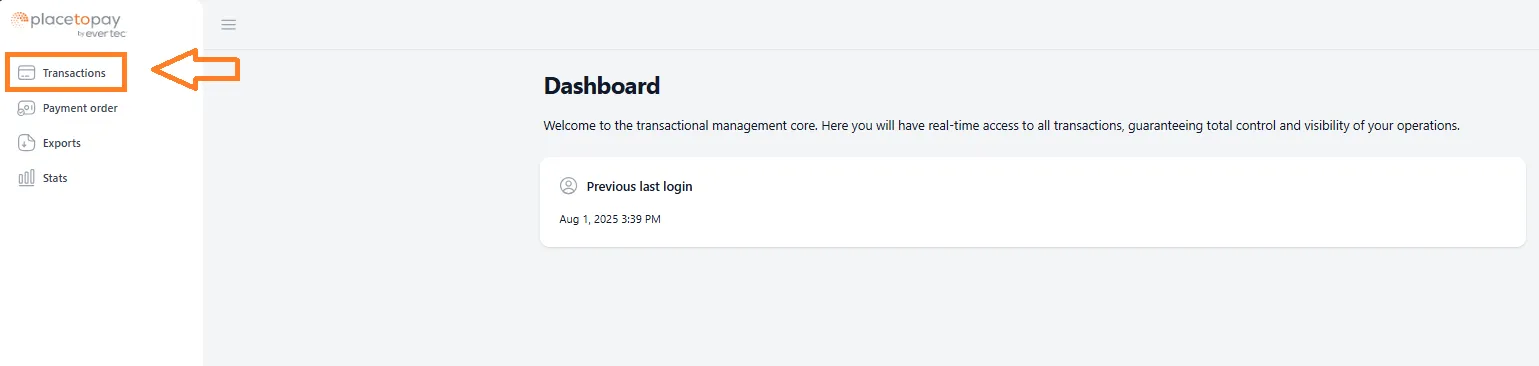 placetopay
by evertec
Transactions
Payment order
Exports
Stats
Dashboard
Welcome to the transactional management core. Here you will have real-time access to all transactions, guaranteeing total control and visibility of your operations.
Previous last login
Aug 1, 2025 3:39 PM